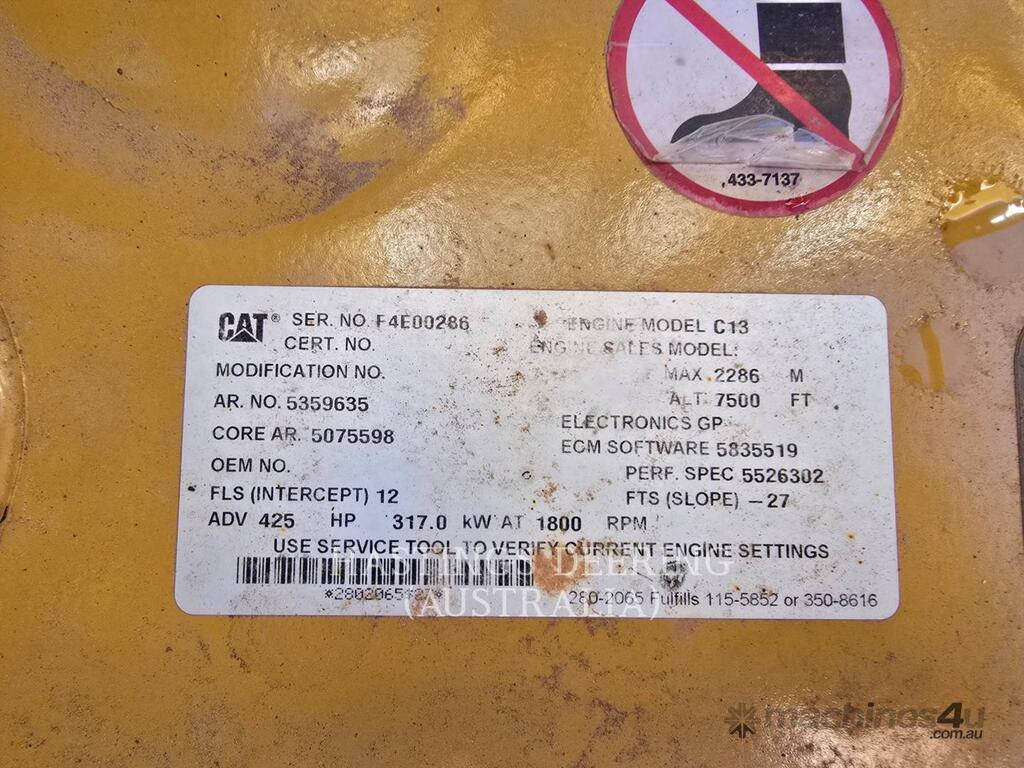 433-7137
CAT® SER. NO. F4E00286 ENGINE MODEL C13
CERT. NO. ENGINE SALES MODEL:
MODIFICATION NO. MAX 2286 M
AR. NO. 5359635 ALT 7500 FT
CORE AR. 5075598 ELECTRONICS GP
ECM SOFTWARE 5835519
OEM NO. PERF. SPEC 5526302
FLS (INTERCEPT) 12 FTS (SLOPE) -27
ADV 425 HP 317.0 kW AT 1800 RPM
USE SERVICE TOOL TO VERIFY CURRENT ENGINE SETTINGS
HASTINGS DEERING
(AUSTRALIA)
280-2065 Fulfills 115-5852 or 350-8616
machines4u
.com.au